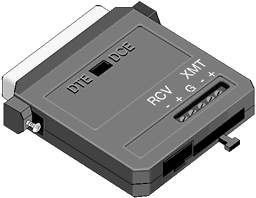 DTE DCE
RCV XMT
- + G - +